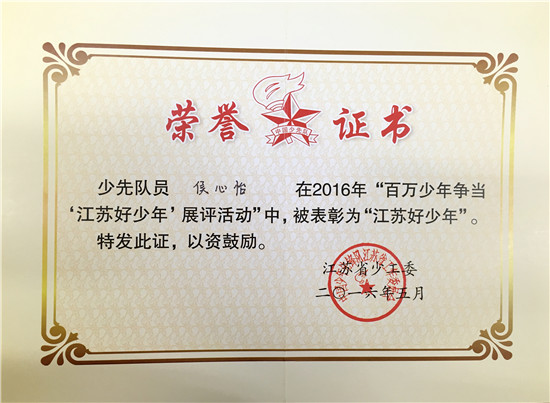 荣誉证书
中国少先队
少先队员 侯心怡 在2016年“百万少年争当
‘江苏好少年’展评活动”中，被表彰为“江苏好少年”。
特发此证，以资鼓励。
江苏省少工委
二〇一六年五月